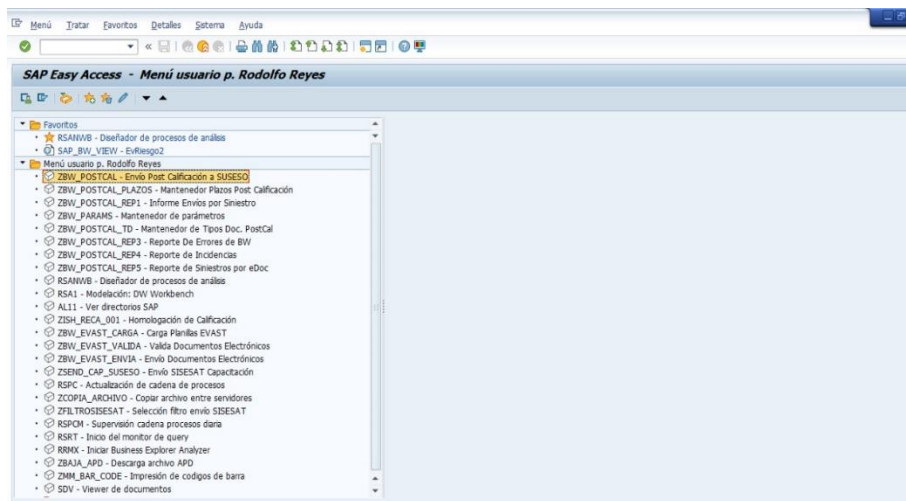 Menú Tratar Favoritos Detalles Sistema Ayuda
SAP Easy Access - Menú usuario p. Rodolfo Reyes
Favoritos
RSANWB - Diseñador de procesos de análisis
SAP_BW_VIEW - EvRiesgo2
Menú usuario p. Rodolfo Reyes
ZBW_POSTCAL - Envío Post Calificación a SUSESO
ZBW_POSTCAL_PLAZOS - Mantenedor Plazos Post Calificación
ZBW_POSTCAL_REP1 - Informe Envíos por Siniestro
ZBW_PARAMS - Mantenedor de parámetros
ZBW_POSTCAL_TD - Mantenedor de Tipos Doc. PostCal
ZBW_POSTCAL_REP3 - Reporte De Errores de BW
ZBW_POSTCAL_REP4 - Reporte de Incidencias
ZBW_POSTCAL_REP5 - Reporte de Siniestros por eDoc
RSANWB - Diseñador de procesos de análisis
RSA1 - Modelación: DW Workbench
AL11 - Ver directorios SAP
ZISH_RECA_001 - Homologación de Calificación
ZBW_EVAST_CARGA - Carga Planillas EVAST
ZBW_EVAST_VALIDA - Valida Documentos Electrónicos
ZBW_EVAST_ENVIA - Envío Documentos Electrónicos
ZSEND_CAP_SUSESO - Envío SISESAT Capacitación
RSPC - Actualización de cadena de procesos
ZCOPIA_ARCHIVO - Copiar archivo entre servidores
ZFILTROSISESAT - Selección filtro envío SISESAT
RSPCM - Supervisión cadena procesos diaria
RSRT - Inicio del monitor de query
RRMX - Iniciar Business Explorer Analyzer
ZBAJA_APD - Descarga archivo APD
ZMM_BAR_CODE - Impresión de codigos de barra
SDV - Viewer de documentos